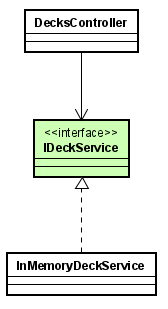 DecksController
<<interface>>
IDeckService
InMemoryDeckService